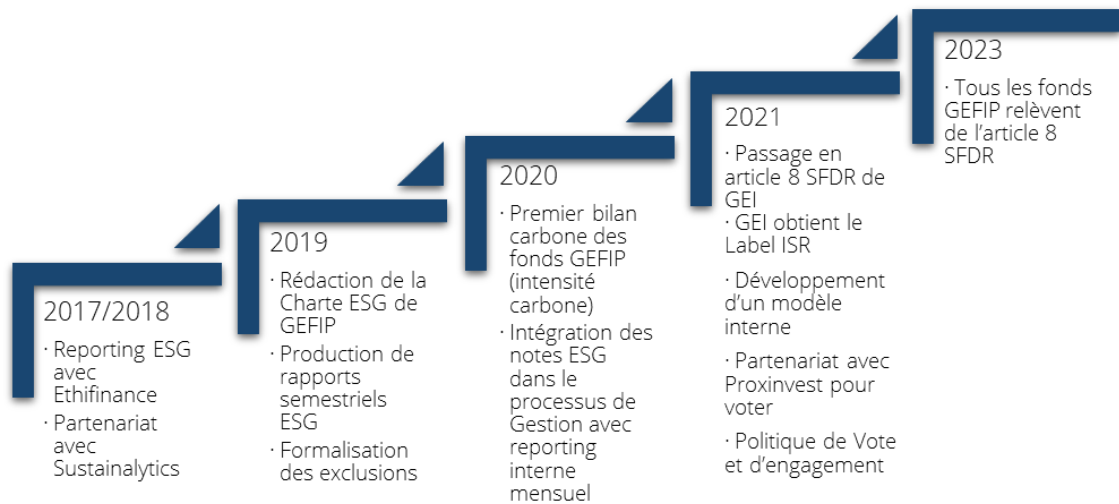 2017/2018
· Reporting ESG
avec
Ethifinance
· Partenariat
avec
Sustainalytics
2019
· Rédaction de la
Charte ESG de
GEFIP
· Production de
rapports
semestriels
ESG
· Formalisation
des exclusions
2020
· Premier bilan
carbone des
fonds GEFIP
(intensité
carbone)
· Intégration des
notes ESG
dans le
processus de
Gestion avec
reporting
interne
mensuel
2021
· Passage en
article 8 SFDR de
GEI
· GEI obtient le
Label ISR
· Développement
d'un modèle
interne
· Partenariat avec
Proxinvest pour
voter
· Politique de Vote
et d'engagement
2023
· Tous les fonds
GEFIP relèvent
de l'article 8
SFDR